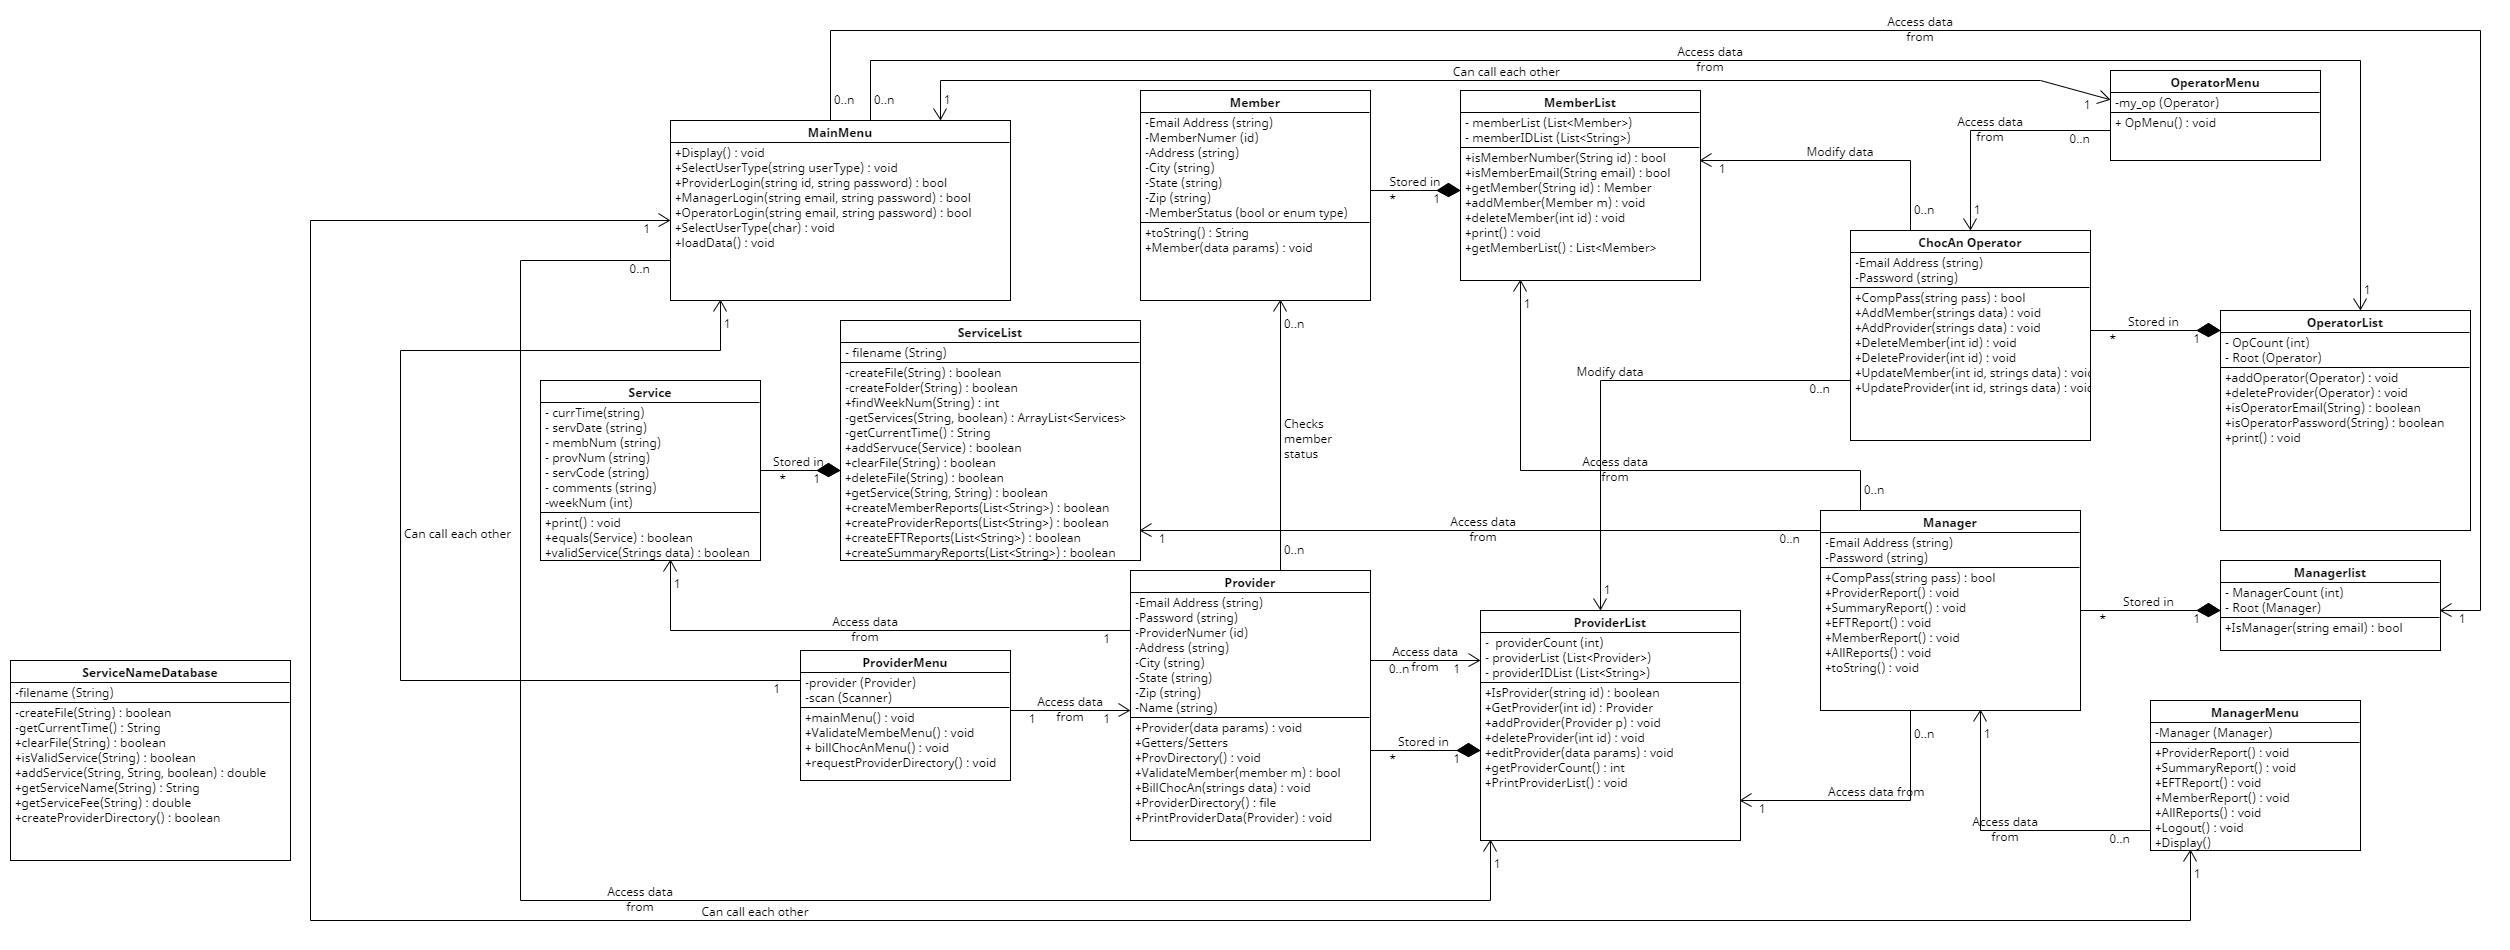 Access data
from
Access data
from
Can call each other
0..n
0..n
1
1
OperatorMenu
-my_op (Operator)
+ OpMenu() : void
Access data
from
0..n
1
MainMenu
+Display() : void
+SelectUserType(string userType) : void
+ProviderLogin(string id, string password) : bool
+ManagerLogin(string email, string password) : bool
+OperatorLogin(string email, string password) : bool
+SelectUserType(char) : void
+loadData() : void
1
0..n
1
Member
-Email Address (string)
-MemberNumer (id)
-Address (string)
-City (string)
-State (string)
-Zip (string)
-MemberStatus (bool or enum type)
+toString() : String
+Member(data params) : void
Stored in
*
1
MemberList
- memberList (List<Member>)
- memberIDList (List<String>)
+isMemberNumber(String id) : bool
+isMemberEmail(String email) : bool
+getMember(String id) : Member
+addMember(Member m) : void
+deleteMember(int id) : void
+print() : void
+getMemberList() : List<Member>
Modify data
1
0..n
1
ChocAn Operator
-Email Address (string)
-Password (string)
+CompPass(string pass) : bool
+AddMember(strings data) : void
+AddProvider(strings data) : void
+DeleteMember(int id) : void
+DeleteProvider(int id) : void
+UpdateMember(int id, strings data) : void
+UpdateProvider(int id, strings data) : void
Stored in
*
1
1
OperatorList
- OpCount (int)
- Root (Operator)
+addOperator(Operator) : void
+deleteProvider(Operator) : void
+isOperatorEmail(String) : boolean
+isOperatorPassword(String) : boolean
+print() : void
Modify data
0..n
0..n
Checks
member
status
0..n
ServiceList
- filename (String)
-createFile(String) : boolean
-createFolder(String) : boolean
+findWeekNum(String) : int
-getServices(String, boolean) : ArrayList<Services>
-getCurrentTime() : String
+addServuce(Service) : boolean
+clearFile(String) : boolean
+deleteFile(String) : boolean
+getService(String, String) : boolean
+createMemberReports(List<String>) : boolean
+createProviderReports(List<String>) : boolean
+createEFTReports(List<String>) : boolean
+createSummaryReports(List<String>) : boolean
Service
- currTime(string)
- servDate (string)
- membNum (string)
- provNum (string)
- servCode (string)
- comments (string)
-weekNum (int)
+print() : void
+equals(Service) : boolean
+validService(Strings data) : boolean
Stored in
*
1
Can call each other
1
Access data
from
0..n
Access data
from
1
0..n
Manager
-Email Address (string)
-Password (string)
+CompPass(string pass) : bool
+ProviderReport() : void
+SummaryReport() : void
+EFTReport() : void
+MemberReport() : void
+AllReports() : void
+toString() : void
Stored in
*
1
Managerlist
- ManagerCount (int)
- Root (Manager)
+IsManager(string email) : bool
1
1
Access data
from
1
Provider
-Email Address (string)
-Password (string)
-ProviderNumer (id)
-Address (string)
-City (string)
-State (string)
-Zip (string)
-Name (string)
+Provider(data params) : void
+Getters/Setters
+ProvDirectory() : void
+ValidateMember(member m) : bool
+BillChocAn(strings data) : void
+ProviderDirectory() : file
+PrintProviderData(Provider) : void
Access data
from
0..n
1
Stored in
*
1
1
ProviderList
- providerCount (int)
- providerList (List<Provider>)
- providerIDList (List<String>)
+IsProvider(string id) : boolean
+GetProvider(int id) : Provider
+addProvider(Provider p) : void
+deleteProvider(int id) : void
+editProvider(data params) : void
+getProviderCount() : int
+PrintProviderList() : void
ProviderMenu
-provider (Provider)
-scan (Scanner)
+mainMenu() : void
+ValidateMembeMenu() : void
+ billChocAnMenu() : void
+requestProviderDirectory() : void
1
Access data
from
1
1
ServiceNameDatabase
-filename (String)
-createFile(String) : boolean
-getCurrentTime() : String
+clearFile(String) : boolean
+isValidService(String) : boolean
+addService(String, String, boolean) : double
+getServiceName(String) : String
+getServiceFee(String) : double
+createProviderDirectory() : boolean
0..n
1
Access data from
1
Access data
from
0..n
ManagerMenu
-Manager (Manager)
+ProviderReport() : void
+SummaryReport() : void
+EFTReport() : void
+MemberReport() : void
+AllReports() : void
+Logout() : void
+Display()
1
1
Access data
from
Can call each other